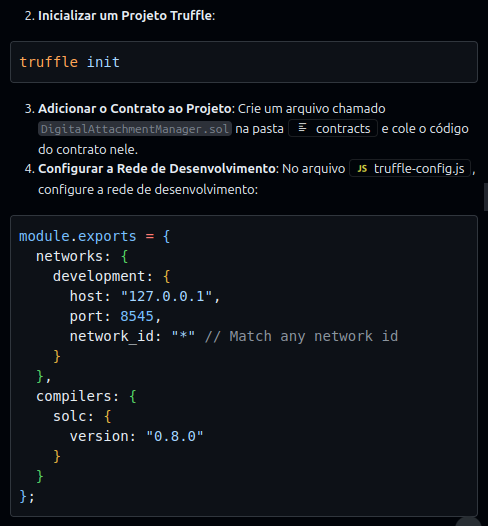 2. Inicializar um Projeto Truffle:
truffle init
3. Adicionar o Contrato ao Projeto: Crie um arquivo chamado
DigitalAttachmentManager.sol na pasta contracts e cole o código
do contrato nele.
4. Configurar a Rede de Desenvolvimento: No arquivo JS truffle-config.js,
configure a rede de desenvolvimento:
module.exports = {
  networks: {
    development: {
      host: "127.0.0.1",
      port: 8545,
      network_id: "*" // Match any network id
    }
  },
  compilers: {
    solc: {
      version: "0.8.0"
    }
  }
};